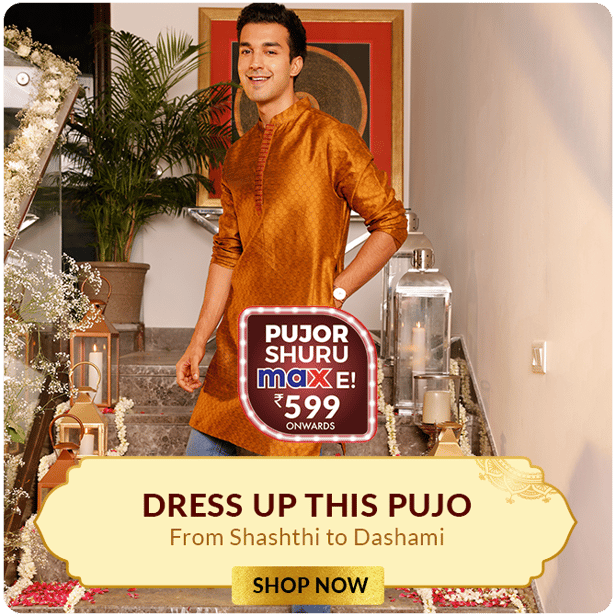 PUJOR
SHURU
max E!
₹599
ONWARDS
DRESS UP THIS PUJO
From Shashthi to Dashami
SHOP NOW